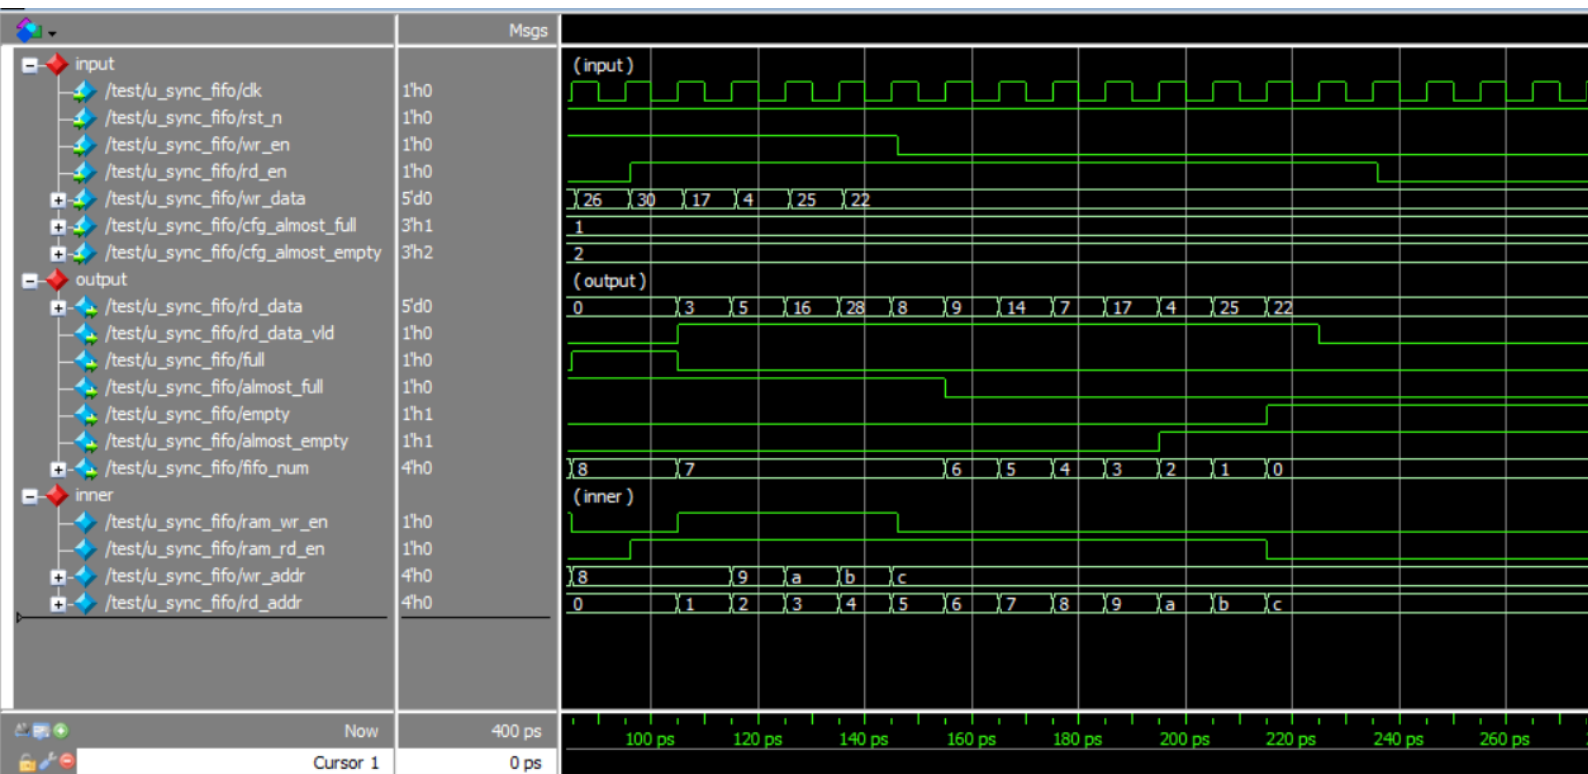 Msgs
input (input)
/test/u_sync_fifo/clk 1'h0
/test/u_sync_fifo/rst_n 1'h0
/test/u_sync_fifo/wr_en 1'h0
/test/u_sync_fifo/rd_en 1'h0
/test/u_sync_fifo/wr_data 5'd0 26 30 17 4 25 22
/test/u_sync_fifo/cfg_almost_full 3'h1 1
/test/u_sync_fifo/cfg_almost_empty 3'h2 2
output (output)
/test/u_sync_fifo/rd_data 5'd0 0 3 5 16 28 8 9 14 7 17 4 25 22
/test/u_sync_fifo/rd_data_vld 1'h0
/test/u_sync_fifo/full 1'h0
/test/u_sync_fifo/almost_full 1'h0
/test/u_sync_fifo/empty 1'h1
/test/u_sync_fifo/almost_empty 1'h1
/test/u_sync_fifo/fifo_num 4'h0 8 7 6 5 4 3 2 1 0
inner (inner)
/test/u_sync_fifo/ram_wr_en 1'h0
/test/u_sync_fifo/ram_rd_en 1'h0
/test/u_sync_fifo/wr_addr 4'h0 8 9 a b c
/test/u_sync_fifo/rd_addr 4'h0 0 1 2 3 4 5 6 7 8 9 a b c
Now 400 ps 100 ps 120 ps 140 ps 160 ps 180 ps 200 ps 220 ps 240 ps 260 ps
Cursor 1 0 ps